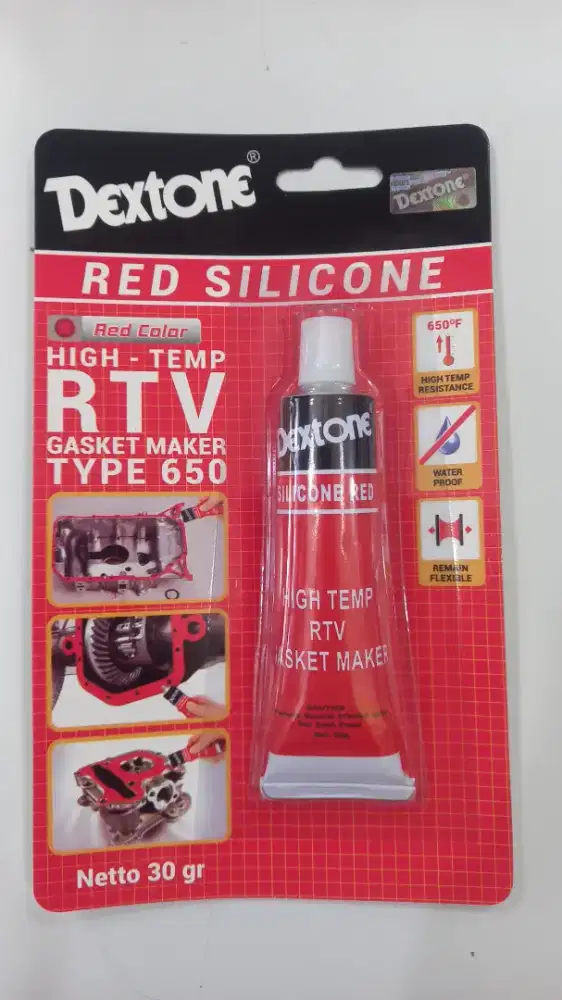 Dextone®
Dextone®
RED SILICONE
Red Color
HIGH - TEMP
RTV
GASKET MAKER
TYPE 650
650°F
HIGH TEMP
RESISTANCE
WATER
PROOF
REMAIN
FLEXIBLE
Dextone
SILICONE RED
HIGH TEMP
RTV
GASKET MAKER
CAUTION
Netto 30 gr